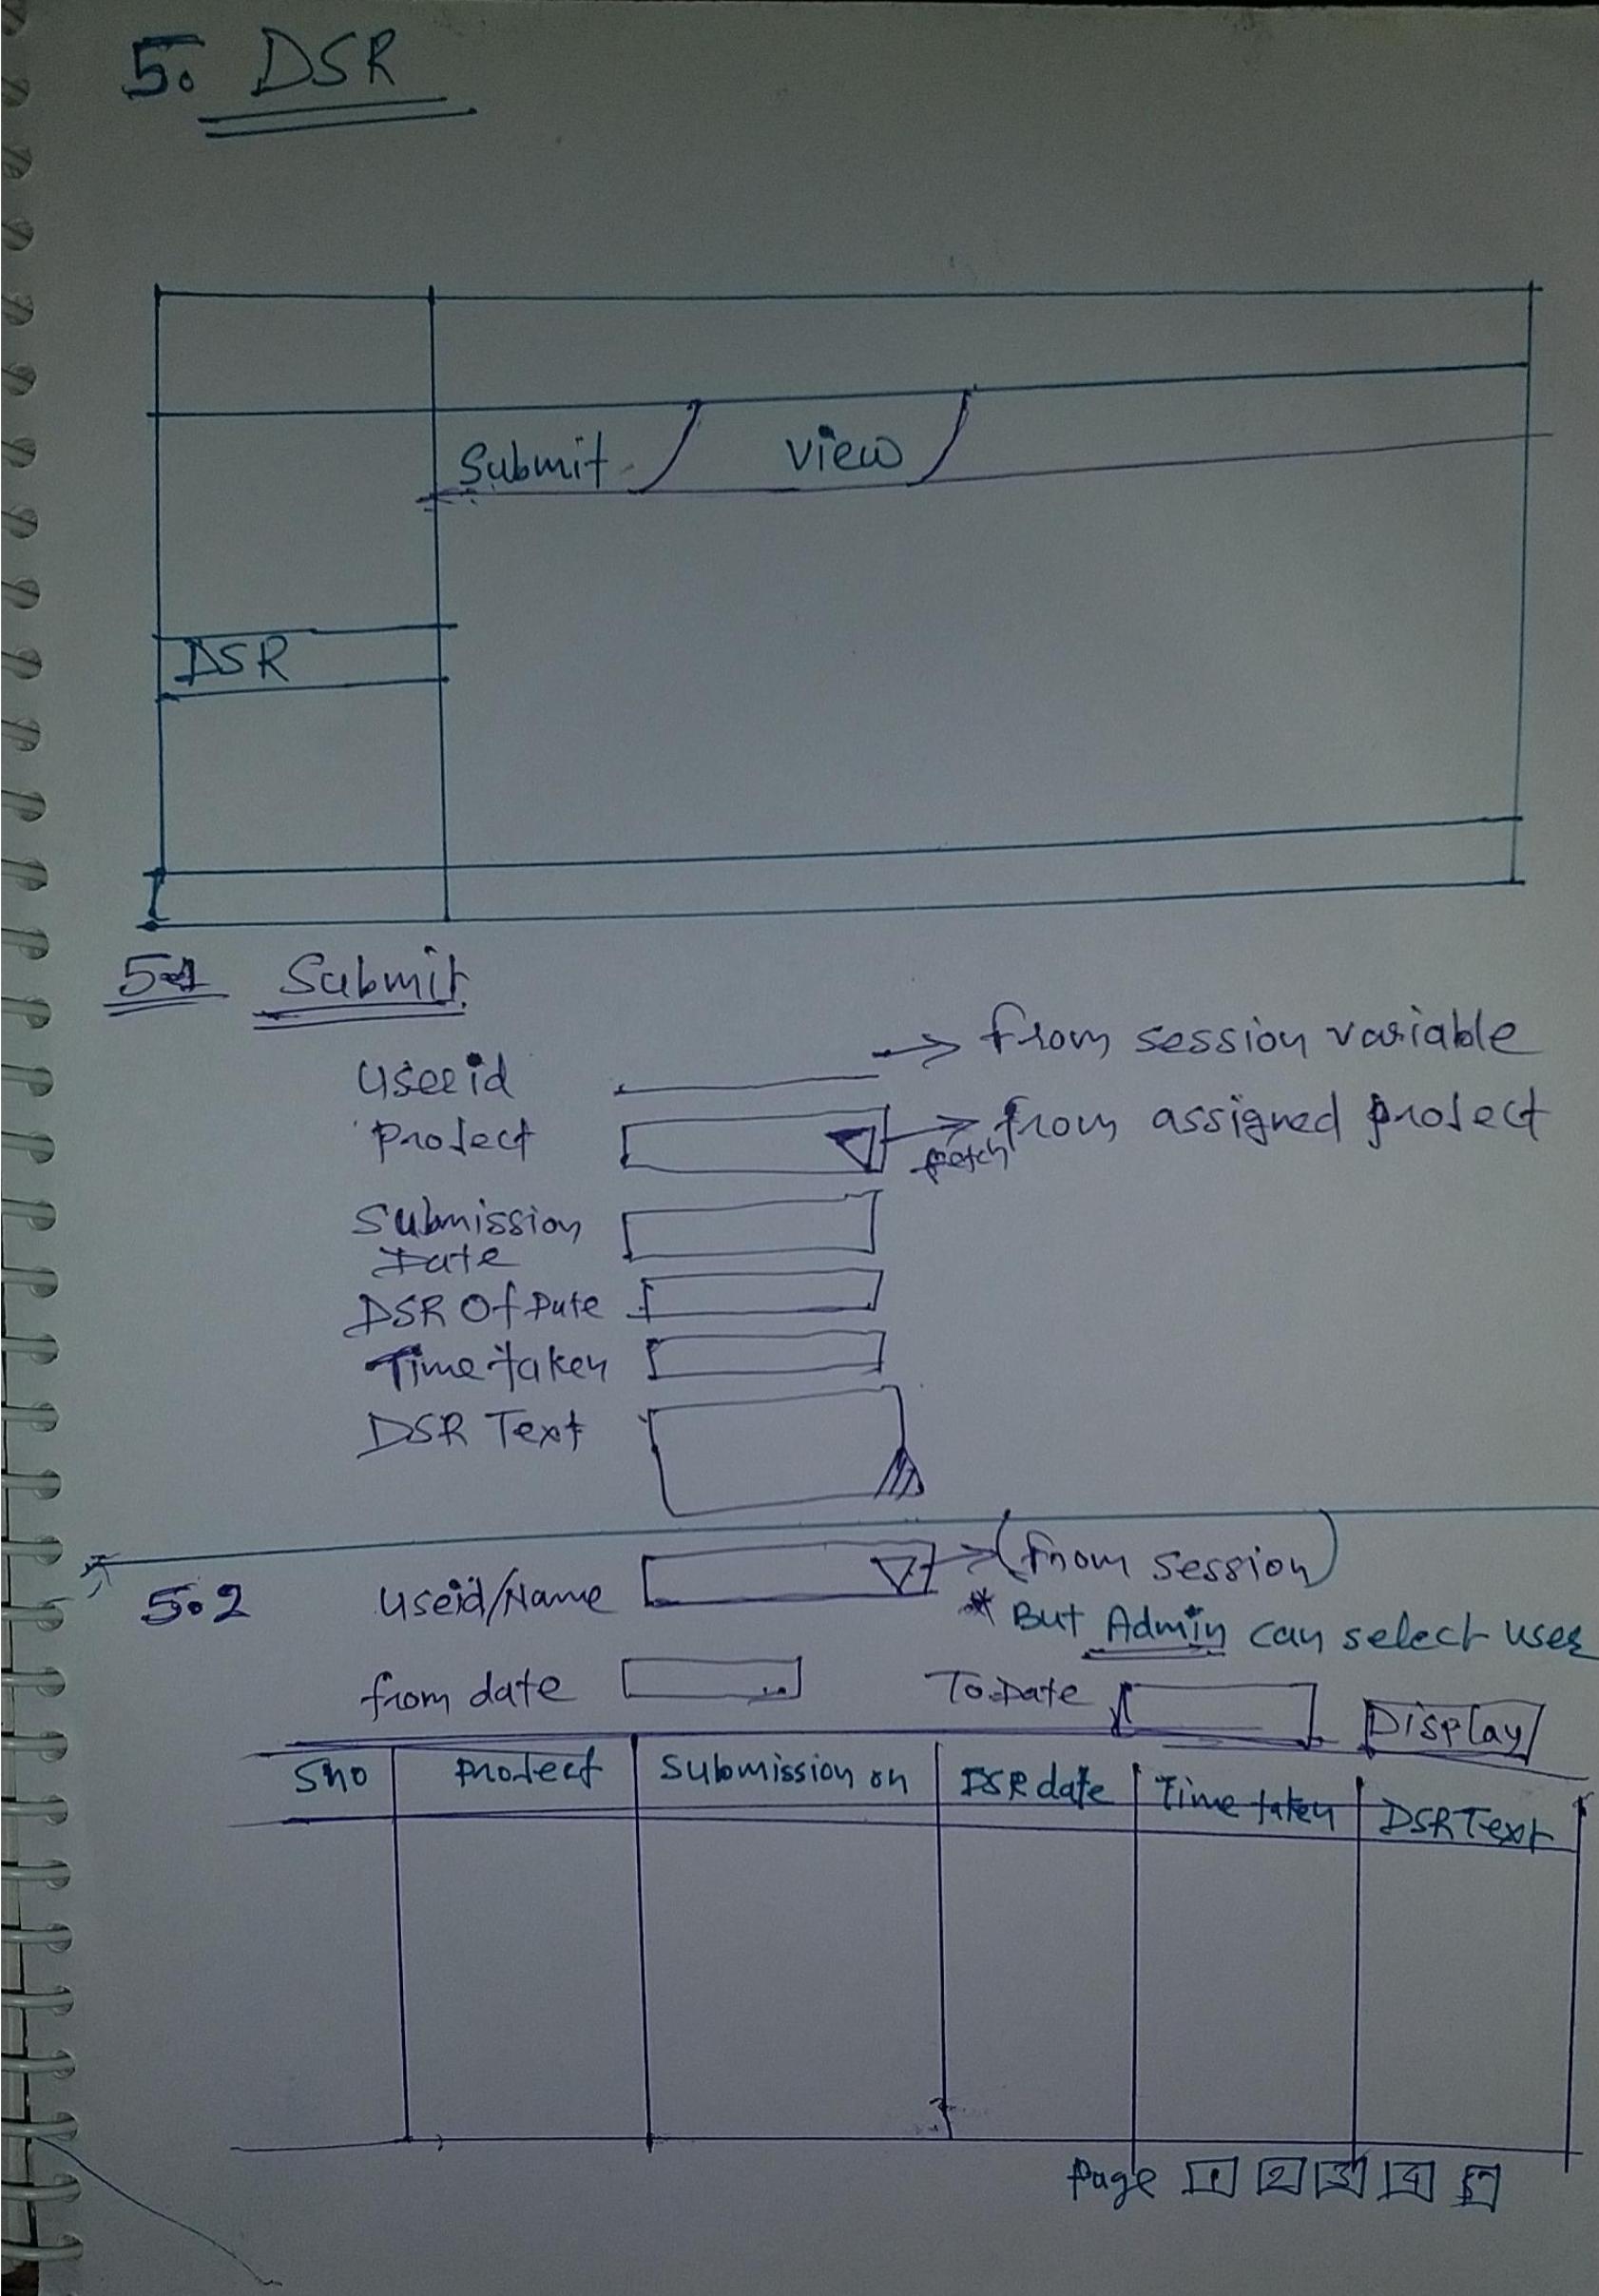 5. DSR
Submit View
DSR
5.1 Submit
Userid → from session variable
Project → fetch from assigned project
Submission
Date
DSR Of Date
Time taken
DSR Text
5.2 Useid/Name → (from session)
* But Admin can select user
from date To Date Display
Sno Project Submission on DSR date Time taken DSR Text
Page 1 2 3 4 5